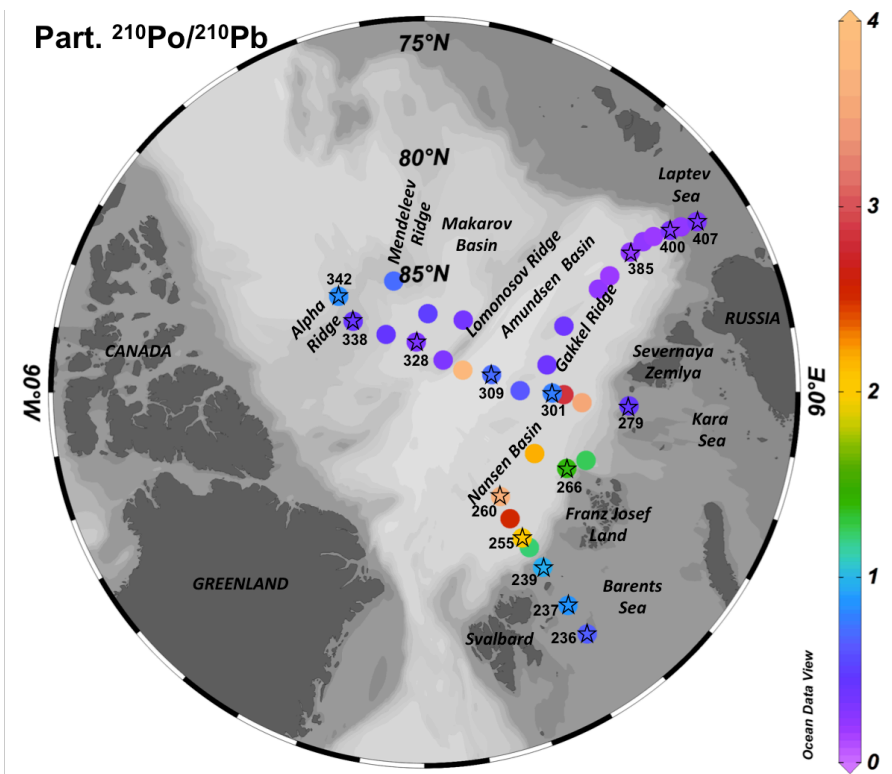 Part. ²¹⁰Po/²¹⁰Pb
75°N
80°N
85°N
Laptev
Sea
Mendeleev
Ridge
Makarov
Basin
Lomonosov Ridge
Amundsen Basin
Gakkel Ridge
Alpha
Ridge
342
338
328
309
301
385
400
407
RUSSIA
CANADA
90°W
90°E
Severnaya
Zemlya
279
Kara
Sea
Nansen Basin
266
260
255
Franz Josef
Land
239
237
236
GREENLAND
Barents
Sea
Svalbard
Ocean Data View
4
3
2
1
0